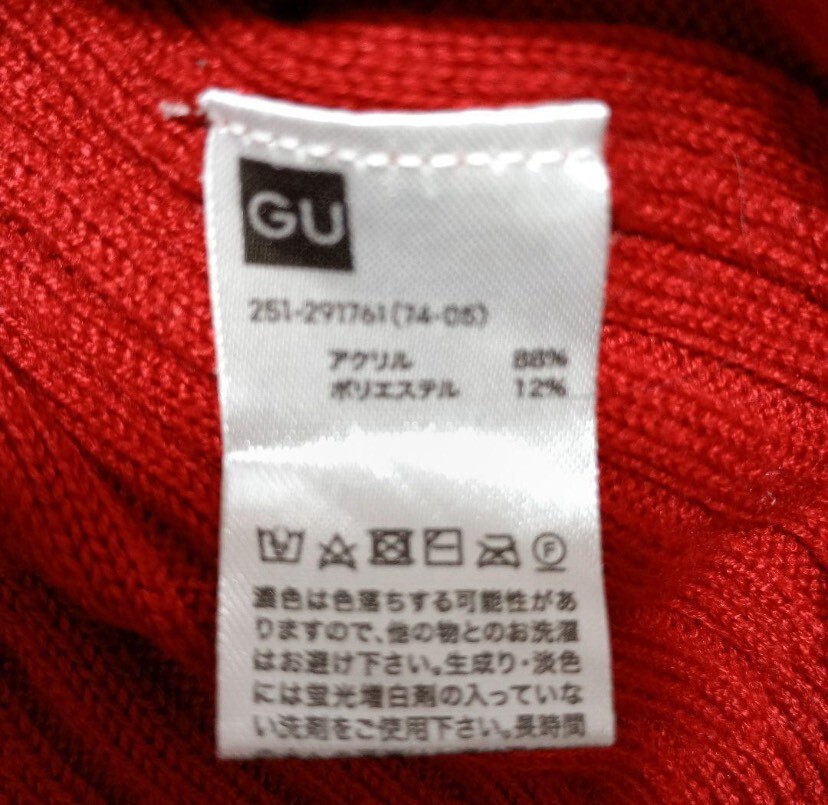 GU
251-291761(74-05)
アクリル 88%
ポリエステル 12%
F
濃色は色落ちする可能性があ
りますので、他の物とのお洗濯
はお避け下さい。生成り・淡色
には蛍光増白剤の入っていな
い洗剤をご使用下さい。長時間